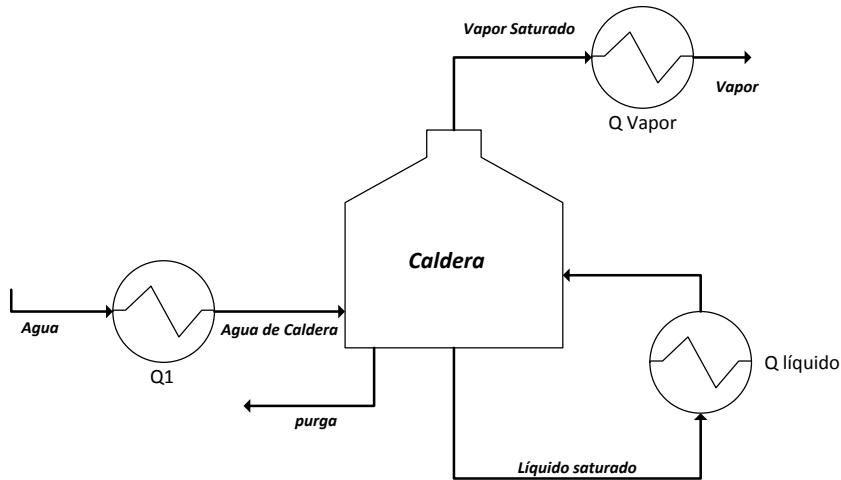 Vapor Saturado
Vapor
Q Vapor
Caldera
Agua
Agua de Caldera
Q1
Q líquido
purga
Líquido saturado